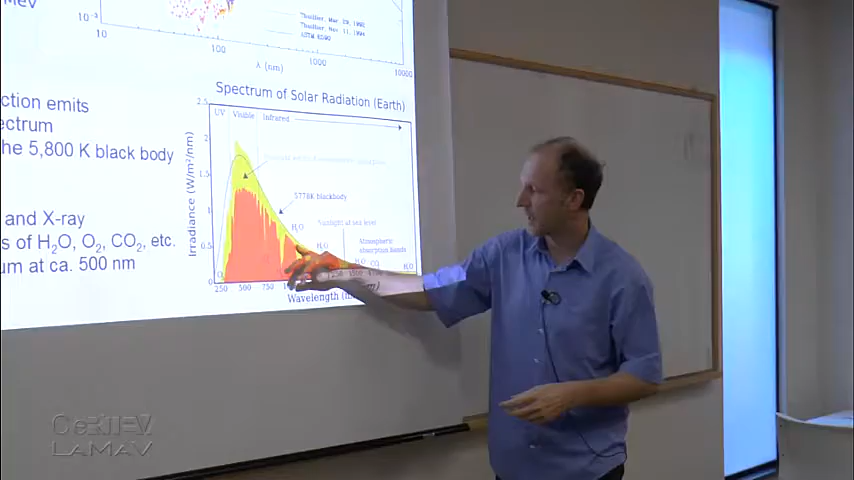 MeV
10⁻³
10
100
1000
10000
λ (nm)
Thuillier, Mar 29, 1992
Thuillier, Nov 11, 1994
ction emits
ectrum
he 5,800 K black body
and X-ray
s of H₂O, O₂, CO₂, etc.
um at ca. 500 nm
Spectrum of Solar Radiation (Earth)
UV
Visible
Infrared
2.5
2
1.5
1
0.5
0
Irradiance (W/m²/nm)
5778K blackbody
Sunlight at sea level
H₂O
H₂O
Atmospheric
absorption bands
H₂O
CO₂
H₂O
250
500
750
Wavelength
CeRTEV
LAMAV